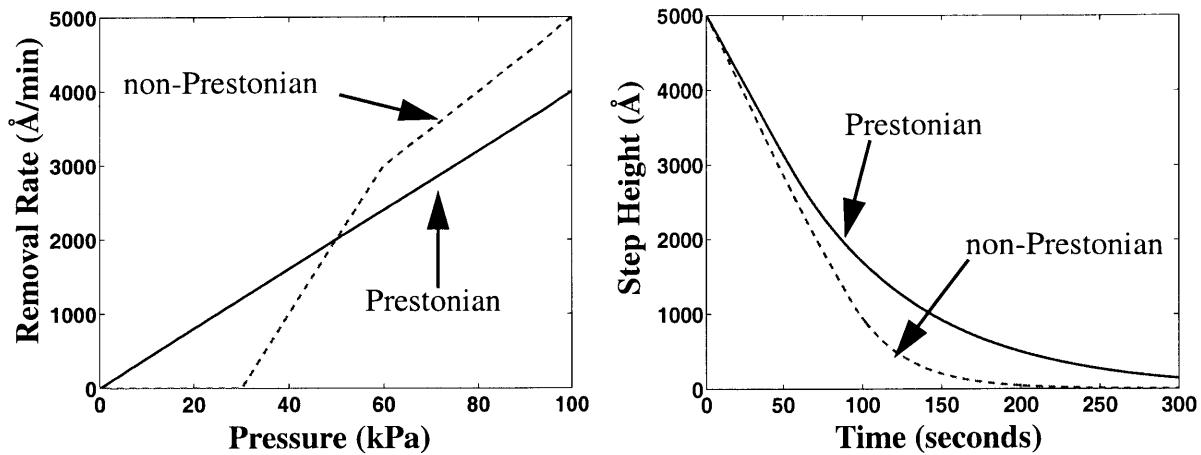 5000
4000
3000
2000
1000
0
Removal Rate (Å/min)
non-Prestonian
Prestonian
0 20 40 60 80 100
Pressure (kPa)
5000
4000
3000
2000
1000
0
Step Height (Å)
Prestonian
non-Prestonian
0 50 100 150 200 250 300
Time (seconds)